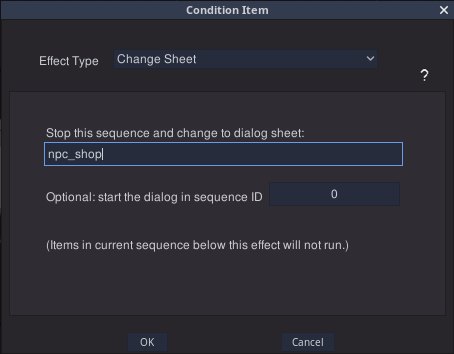 Condition Item
Effect Type Change Sheet
?
Stop this sequence and change to dialog sheet:
npc_shop
Optional: start the dialog in sequence ID 0
(Items in current sequence below this effect will not run.)
OK Cancel